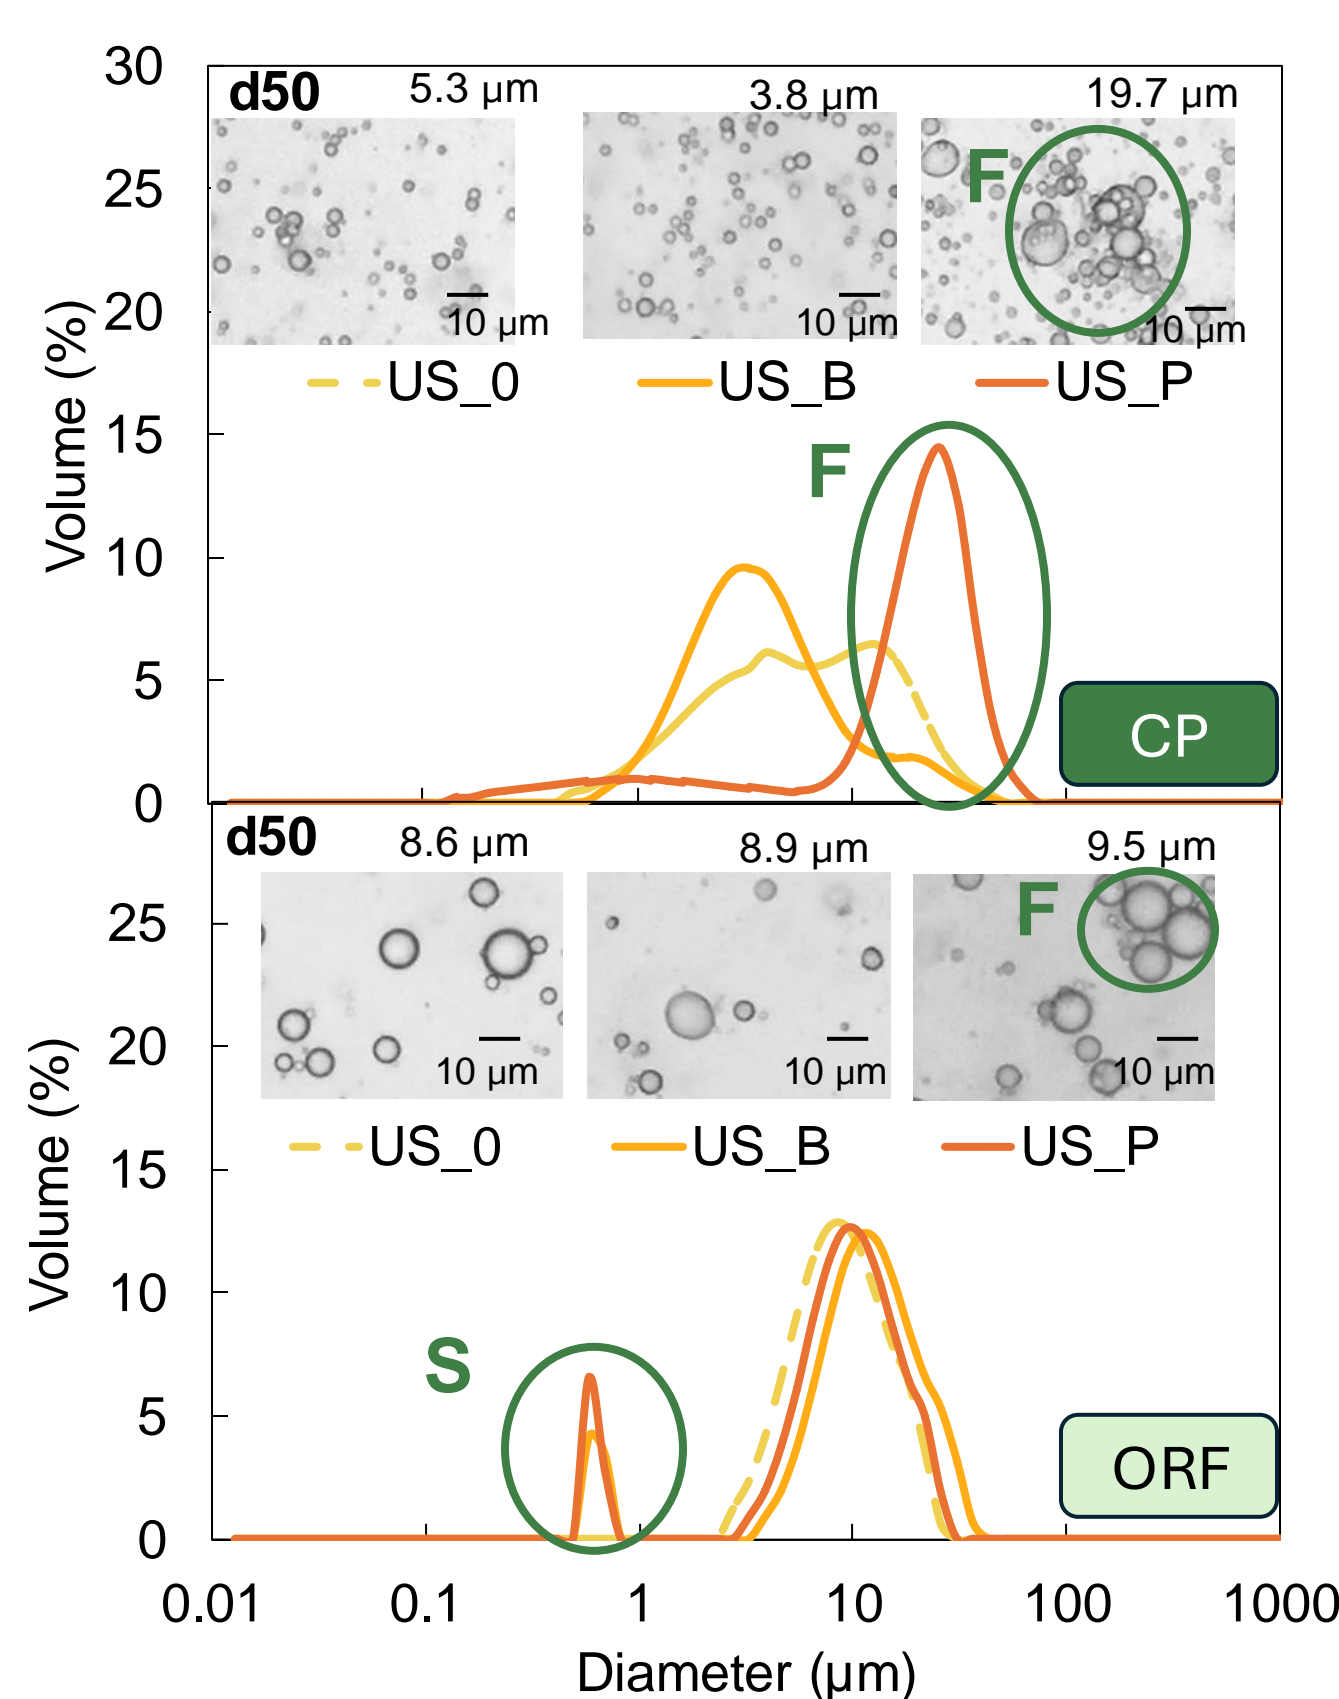 30
d50 5.3 µm 3.8 µm 19.7 µm
F
25
20
10 µm 10 µm 10 µm
US_0 US_B US_P
15
F
10
5
CP
0
Volume (%)
d50 8.6 µm 8.9 µm 9.5 µm
F
25
20
10 µm 10 µm 10 µm
US_0 US_B US_P
15
10
S
5
ORF
0
Volume (%)
0.01 0.1 1 10 100 1000
Diameter (µm)